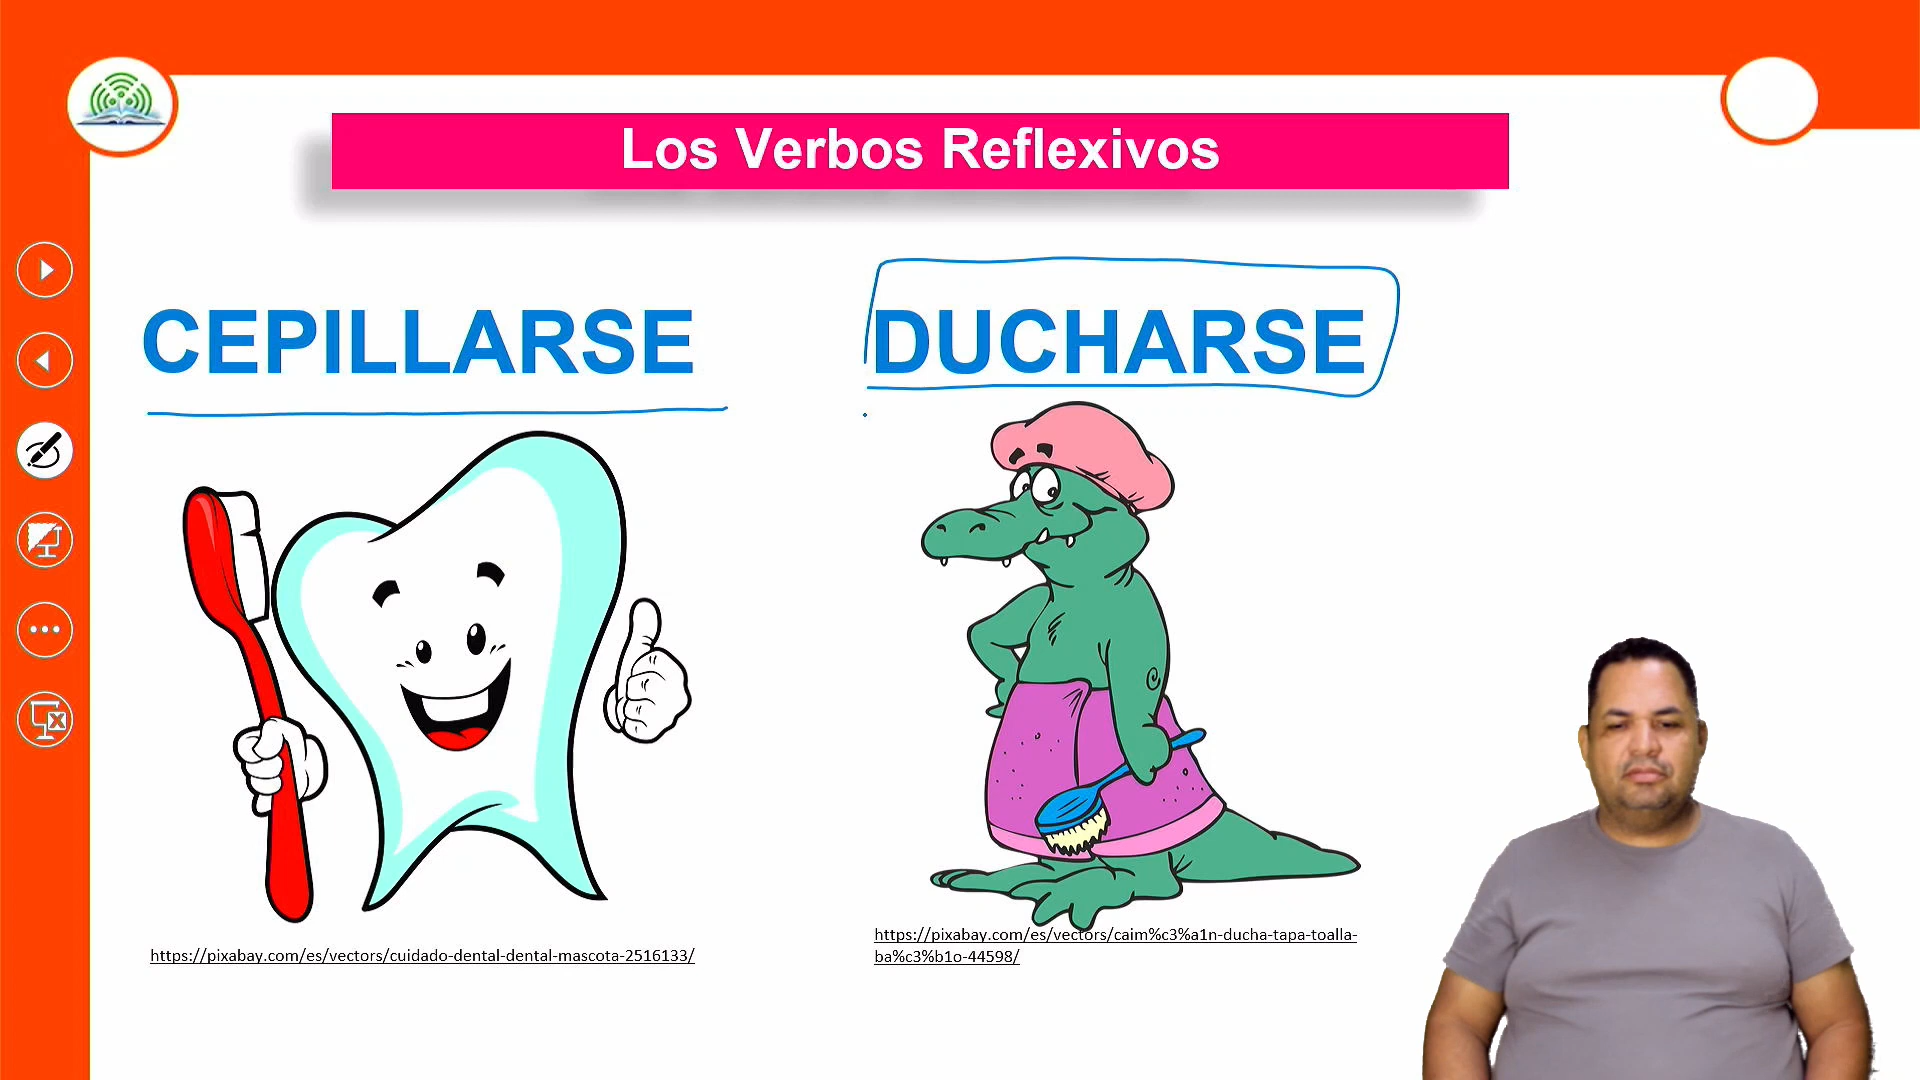 Los Verbos Reflexivos
CEPILLARSE
DUCHARSE
https://pixabay.com/es/vectors/cuidado-dental-dental-mascota-2516133/
https://pixabay.com/es/vectors/caim%c3%a1n-ducha-tapa-toalla-
ba%c3%b1o-44598/